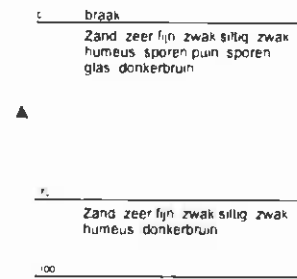 braak
Zand zeer fijn zwak siltig zwak
humeus sporen puin sporen
glas donkerbruin
Zand zeer fijn zwak siltig zwak
humeus donkerbruin
100